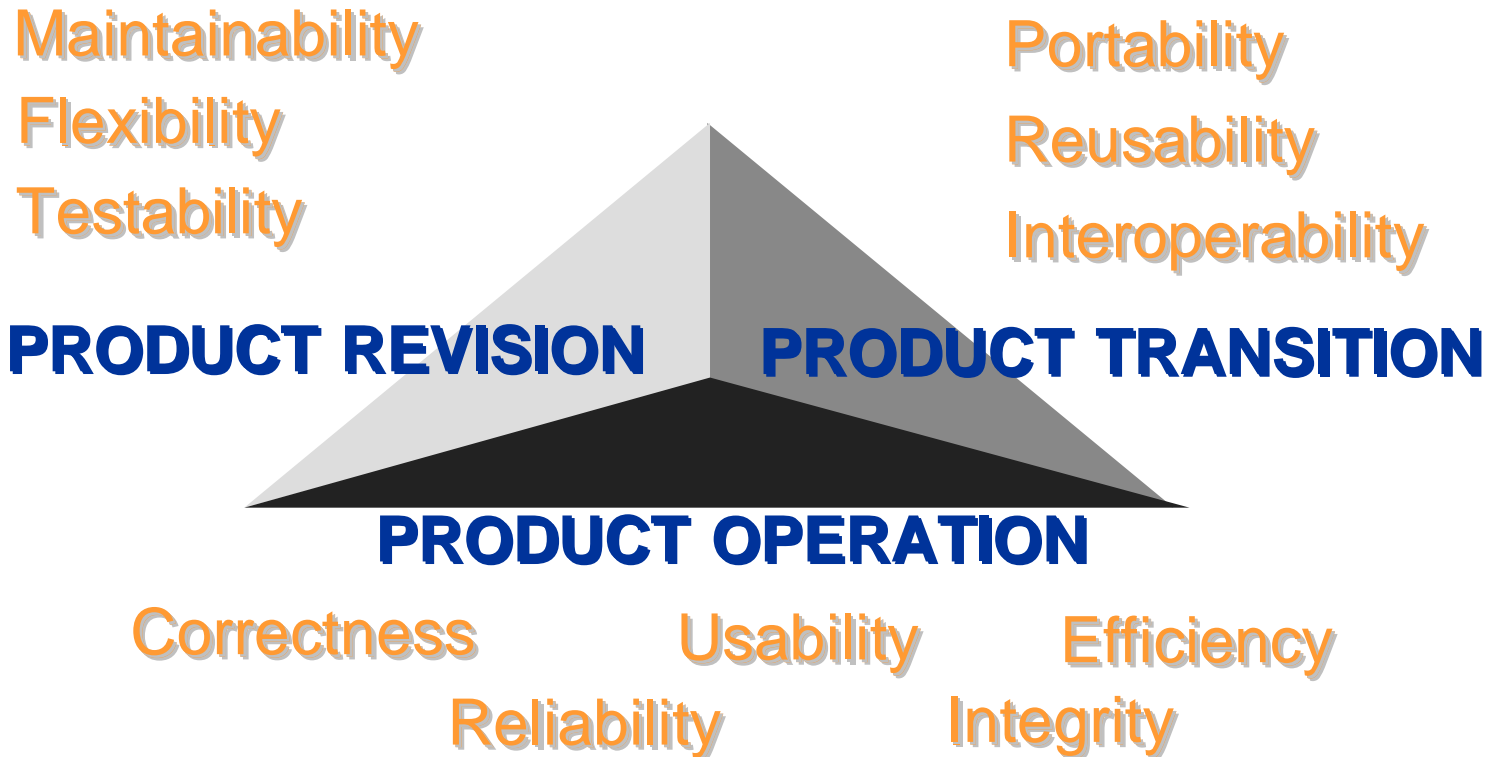 Maintainability
Flexibility
Testability
Portability
Reusability
Interoperability
PRODUCT REVISION
PRODUCT TRANSITION
PRODUCT OPERATION
Correctness
Usability
Efficiency
Reliability
Integrity